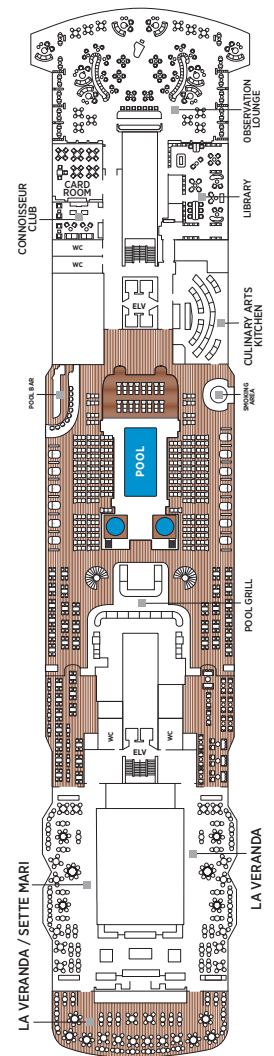 OBSERVATION
LOUNGE
CARD
ROOM
CONNOISSEUR
CLUB
LIBRARY
WC
WC
ELV
CULINARY ARTS
KITCHEN
POOL BAR
SMOKING
AREA
POOL
POOL GRILL
WC
WC
ELV
LA VERANDA / SETTE MARI
LA VERANDA